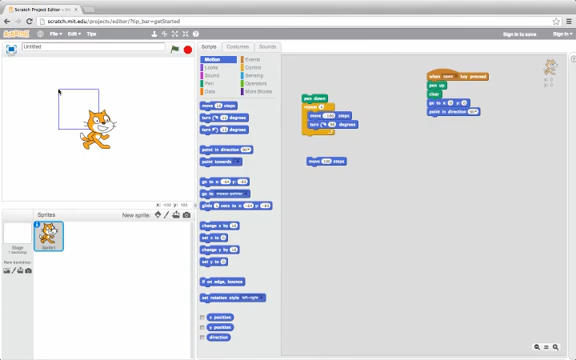 Scratch Project Editor
scratch.mit.edu/projects/editor/?tip_bar=getStarted
SCRATCH
File
Edit
Tips
Sign in to save
Sign In
Untitled
Scripts
Costumes
Sounds
Motion
Looks
Sound
Pen
Data
Events
Control
Sensing
Operators
More Blocks
move 10 steps
turn 15 degrees
turn 15 degrees
point in direction 90
point towards
go to x: y:
go to mouse-pointer
glide 1 secs to x: y:
change x by 10
set x to 0
change y by 10
set y to 0
if on edge, bounce
set rotation style left-right
x position
y position
direction
pen down
repeat 4
move 100 steps
turn 90 degrees
move 100 steps
when space key pressed
pen up
clear
go to x: 0 y: 0
point in direction 90
Sprites
New sprite:
Stage
1 backdrop
New backdrop:
Sprite1